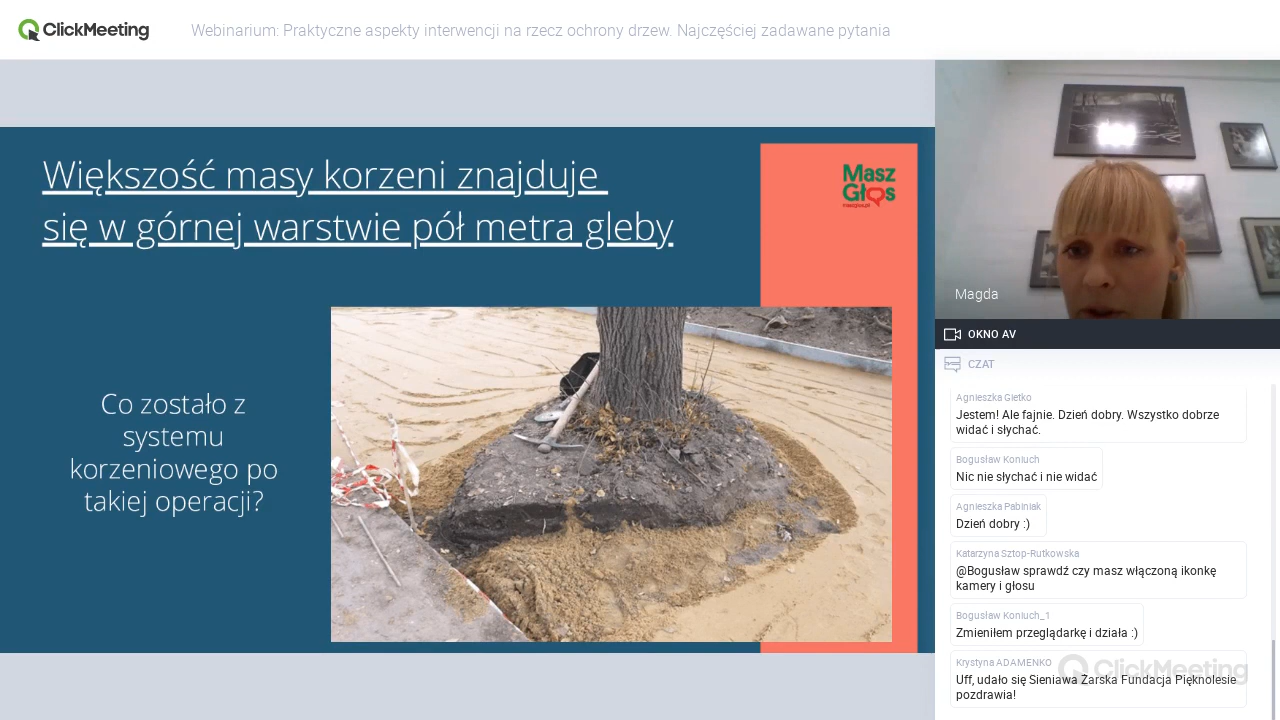 ClickMeeting
Webinarium: Praktyczne aspekty interwencji na rzecz ochrony drzew. Najczęściej zadawane pytania
Większość masy korzeni znajduje
się w górnej warstwie pół metra gleby
Masz
Głos
maszglos.pl
Co zostało z
systemu
korzeniowego po
takiej operacji?
Magda
OKNO AV
CZAT
Agnieszka Gietko
Jestem! Ale fajnie. Dzień dobry. Wszystko dobrze
widać i słychać.
Bogusław Koniuch
Nic nie słychać i nie widać
Agnieszka Pabiniak
Dzień dobry :)
Katarzyna Sztop-Rutkowska
@Bogusław sprawdź czy masz włączoną ikonkę
kamery i głosu
Bogusław Koniuch_1
Zmieniłem przeglądarkę i działa :)
Krystyna ADAMENKO
Uff, udało się Sieniawa Żarska Fundacja Pięknolesie
pozdrawia!
ClickMeeting